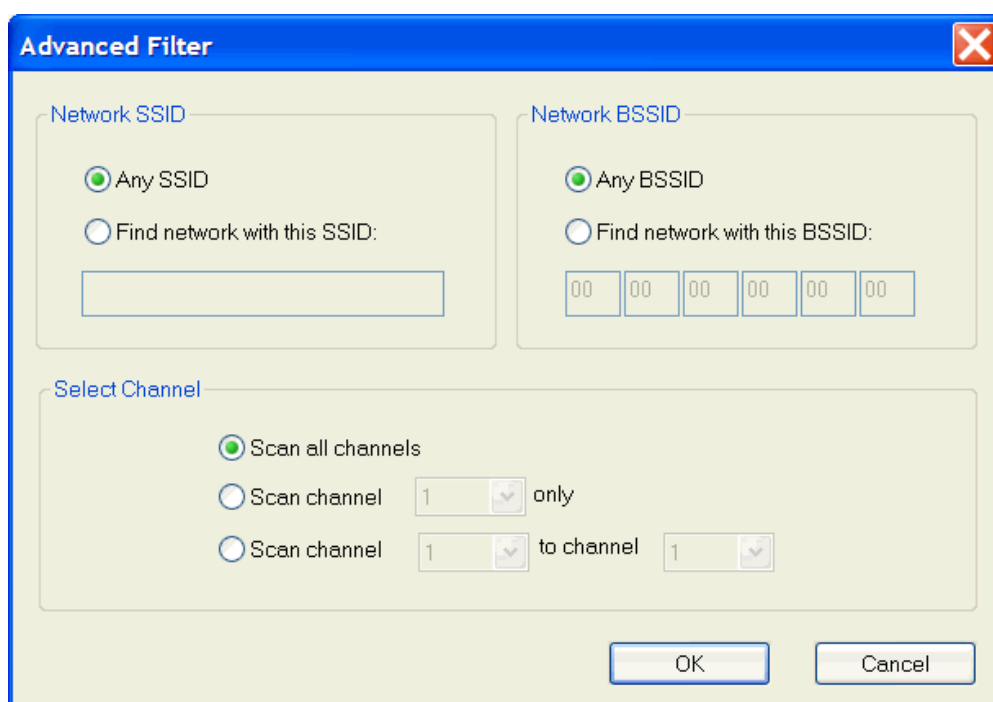 Advanced Filter
Network SSID
Any SSID
Find network with this SSID:
Network BSSID
Any BSSID
Find network with this BSSID:
00 00 00 00 00 00
Select Channel
Scan all channels
Scan channel 1 only
Scan channel 1 to channel 1
OK Cancel